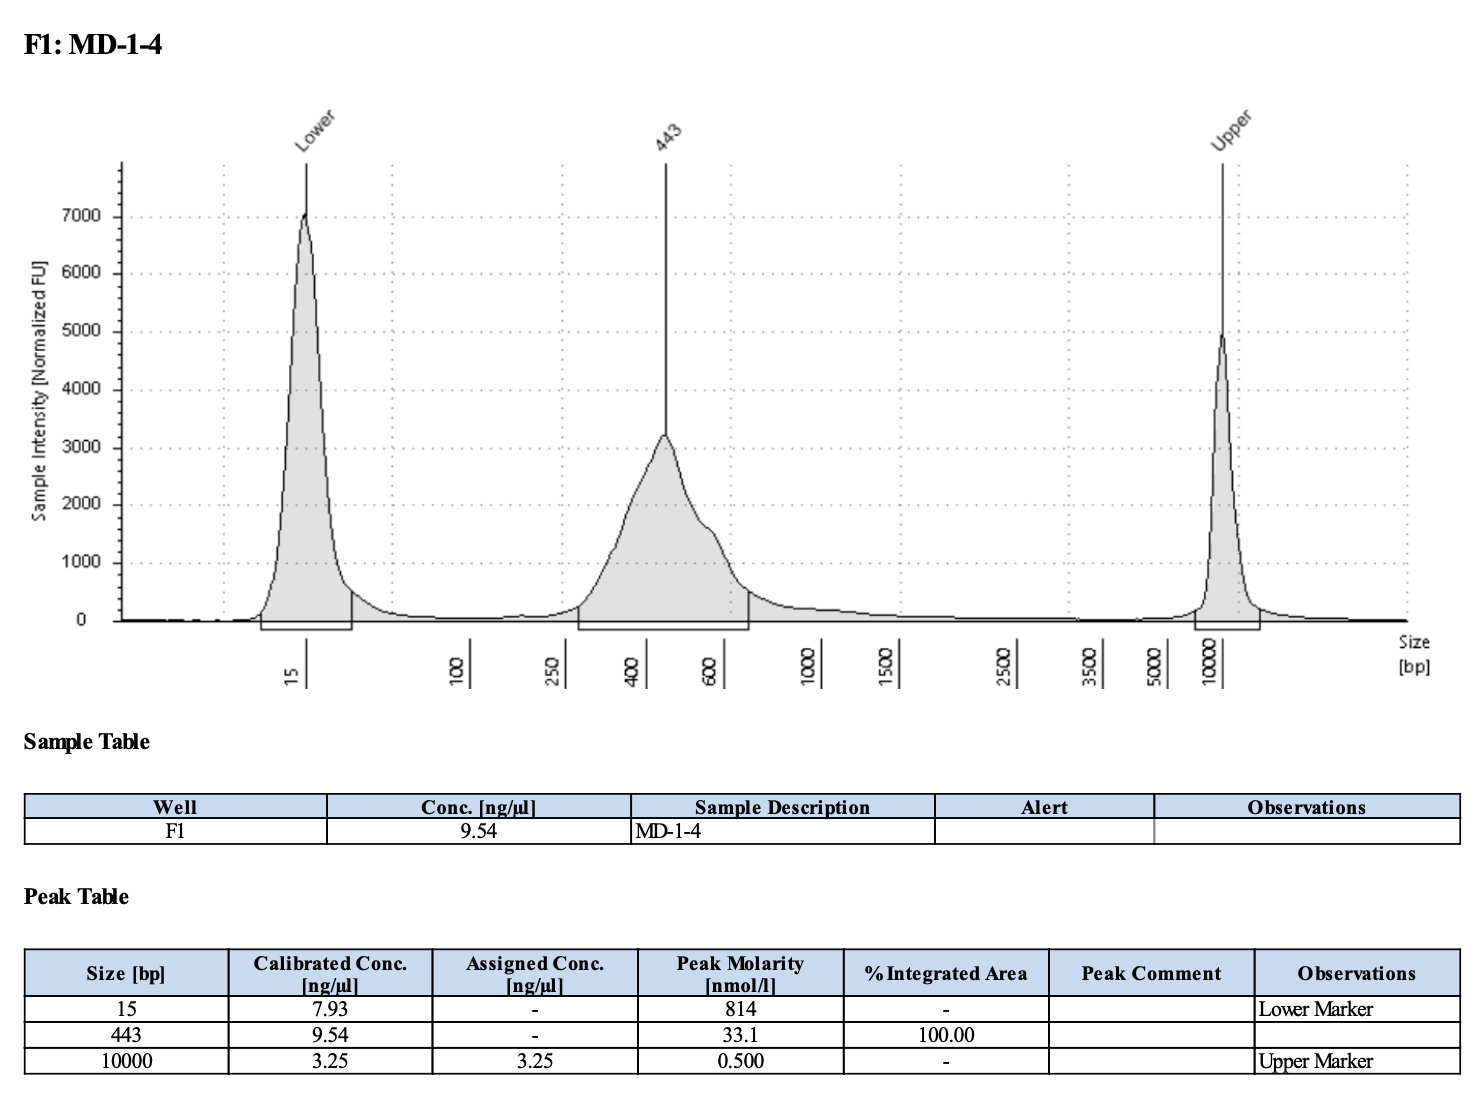 F1: MD-1-4
Lower
443
Upper
Sample Intensity [Normalized FU]
7000
6000
5000
4000
3000
2000
1000
0
15
100
250
400
600
1000
1500
2500
3500
5000
10000
Size
[bp]
Sample Table
Well Conc. [ng/µl] Sample Description Alert Observations
F1 9.54 MD-1-4
Peak Table
Size [bp] Calibrated Conc. [ng/µl] Assigned Conc. [ng/µl] Peak Molarity [nmol/l] % Integrated Area Peak Comment Observations
15 7.93 - 814 - Lower Marker
443 9.54 - 33.1 100.00
10000 3.25 3.25 0.500 - Upper Marker